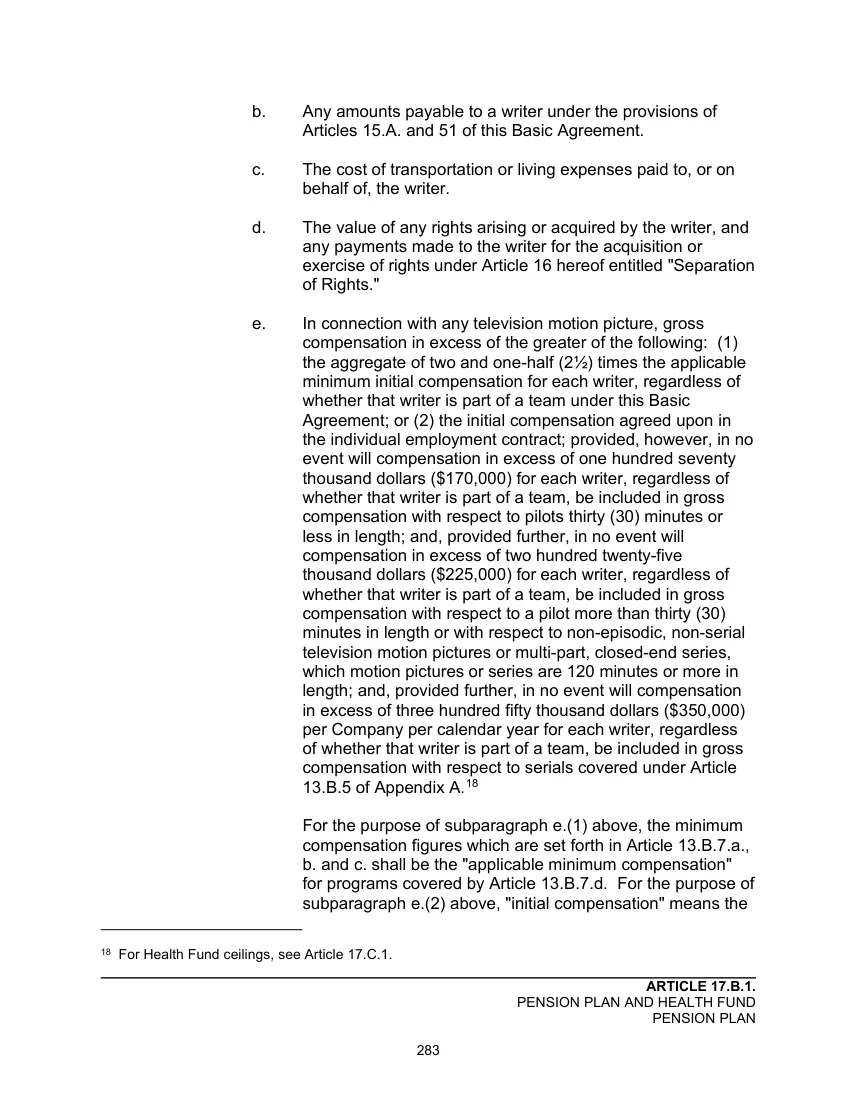 b. Any amounts payable to a writer under the provisions of
Articles 15.A. and 51 of this Basic Agreement.
c. The cost of transportation or living expenses paid to, or on
behalf of, the writer.
d. The value of any rights arising or acquired by the writer, and
any payments made to the writer for the acquisition or
exercise of rights under Article 16 hereof entitled "Separation
of Rights."
e. In connection with any television motion picture, gross
compensation in excess of the greater of the following:  (1)
the aggregate of two and one-half (2½) times the applicable
minimum initial compensation for each writer, regardless of
whether that writer is part of a team under this Basic
Agreement; or (2) the initial compensation agreed upon in
the individual employment contract; provided, however, in no
event will compensation in excess of one hundred seventy
thousand dollars ($170,000) for each writer, regardless of
whether that writer is part of a team, be included in gross
compensation with respect to pilots thirty (30) minutes or
less in length; and, provided further, in no event will
compensation in excess of two hundred twenty-five
thousand dollars ($225,000) for each writer, regardless of
whether that writer is part of a team, be included in gross
compensation with respect to a pilot more than thirty (30)
minutes in length or with respect to non-episodic, non-serial
television motion pictures or multi-part, closed-end series,
which motion pictures or series are 120 minutes or more in
length; and, provided further, in no event will compensation
in excess of three hundred fifty thousand dollars ($350,000)
per Company per calendar year for each writer, regardless
of whether that writer is part of a team, be included in gross
compensation with respect to serials covered under Article
13.B.5 of Appendix A.18
For the purpose of subparagraph e.(1) above, the minimum
compensation figures which are set forth in Article 13.B.7.a.,
b. and c. shall be the "applicable minimum compensation"
for programs covered by Article 13.B.7.d.  For the purpose of
subparagraph e.(2) above, "initial compensation" means the
18 For Health Fund ceilings, see Article 17.C.1.
ARTICLE 17.B.1.
PENSION PLAN AND HEALTH FUND
PENSION PLAN
283